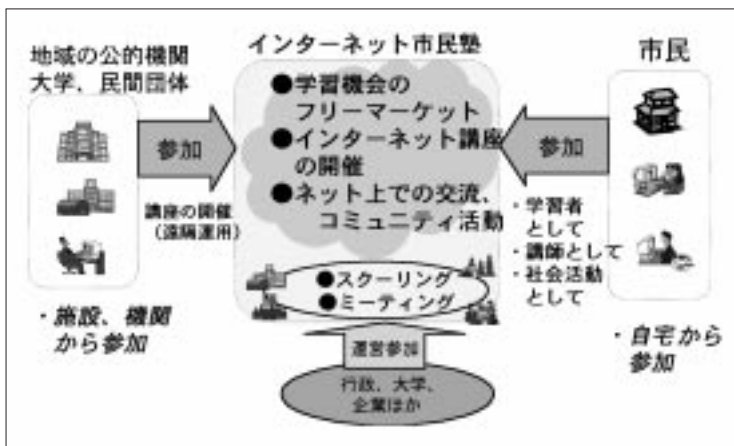 地域の公的機関
大学、民間団体
参加
講座の開催
(遠隔運用)
・施設、機関
から参加
インターネット市民塾
●学習機会の
フリーマーケット
●インターネット講座
の開催
●ネット上での交流、
コミュニティ活動
●スクーリング
●ミーティング
運営参加
行政、大学、
企業ほか
市民
参加
・学習者
として
・講師として
・社会活動
として
・自宅から
参加